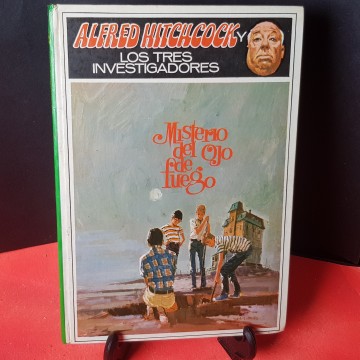 ALFRED HITCHCOCK Y
LOS TRES
INVESTIGADORES
Misterio
del Ojo
de
fuego